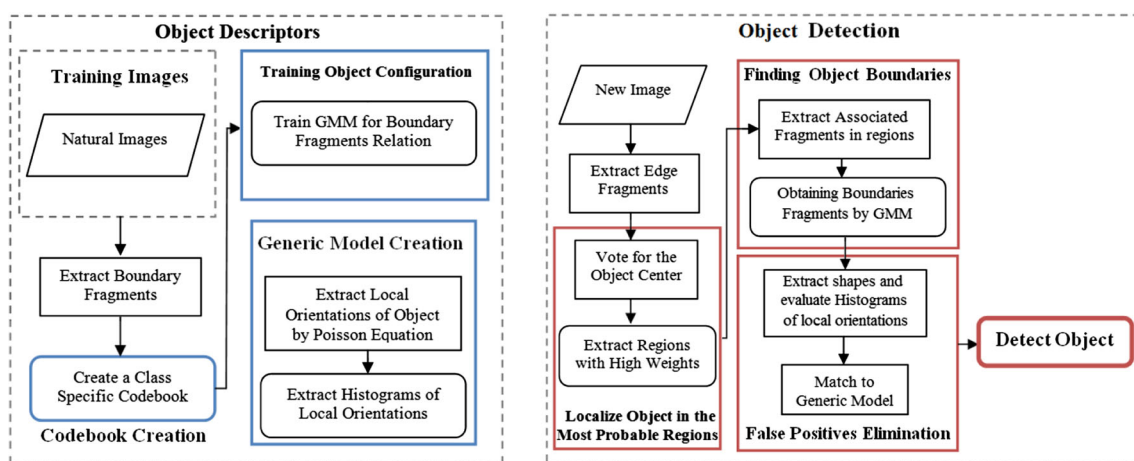 Object Descriptors
Training Images
Natural Images
Extract Boundary
Fragments
Create a Class
Specific Codebook
Codebook Creation
Training Object Configuration
Train GMM for Boundary
Fragments Relation
Generic Model Creation
Extract Local
Orientations of Object
by Poisson Equation
Extract Histograms of
Local Orientations
Object Detection
New Image
Extract Edge
Fragments
Vote for the
Object Center
Extract Regions
with High Weights
Localize Object in the
Most Probable Regions
Finding Object Boundaries
Extract Associated
Fragments in regions
Obtaining Boundaries
Fragments by GMM
Extract shapes and
evaluate Histograms
of local orientations
Match to
Generic Model
False Positives Elimination
Detect Object